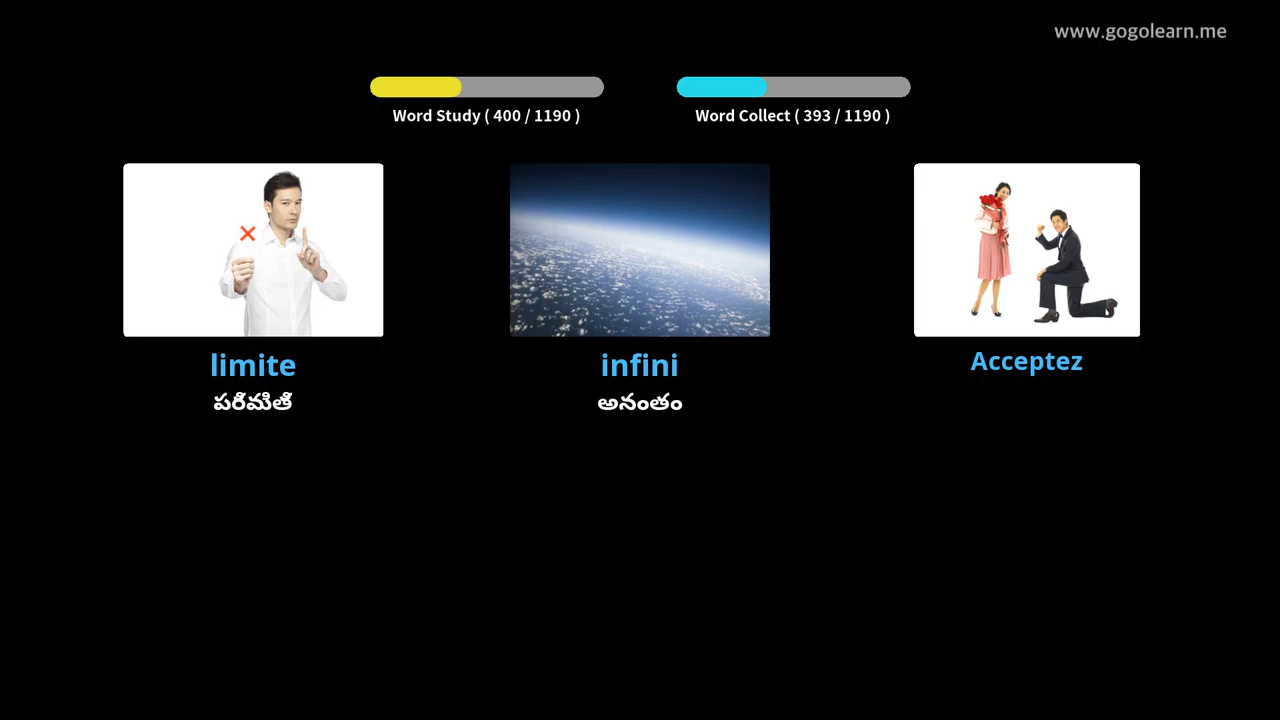 www.gogolearn.me
Word Study ( 400 / 1190 )
Word Collect ( 393 / 1190 )
limite
infini
Acceptez
పరిమితి
అనంతం